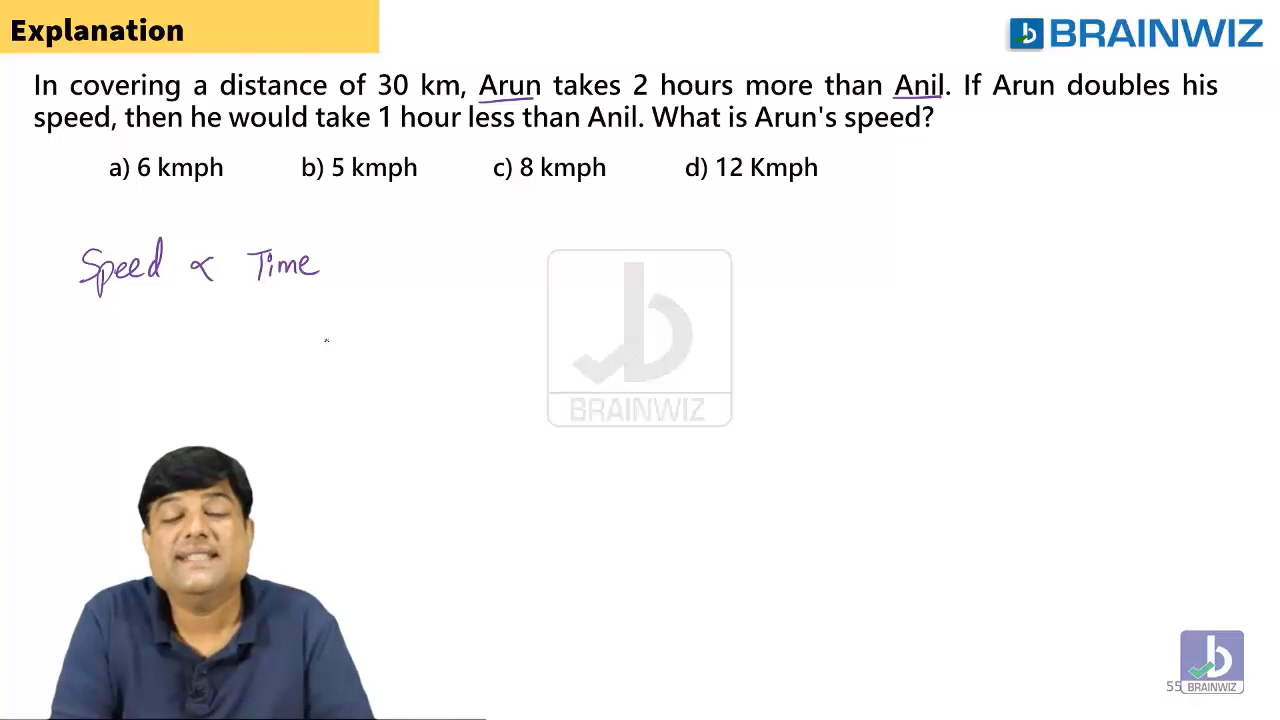 Explanation
BRAINWIZ
In covering a distance of 30 km, Arun takes 2 hours more than Anil. If Arun doubles his
speed, then he would take 1 hour less than Anil. What is Arun's speed?
a) 6 kmph b) 5 kmph c) 8 kmph d) 12 Kmph
Speed ∝ Time
BRAINWIZ
55
BRAINWIZ